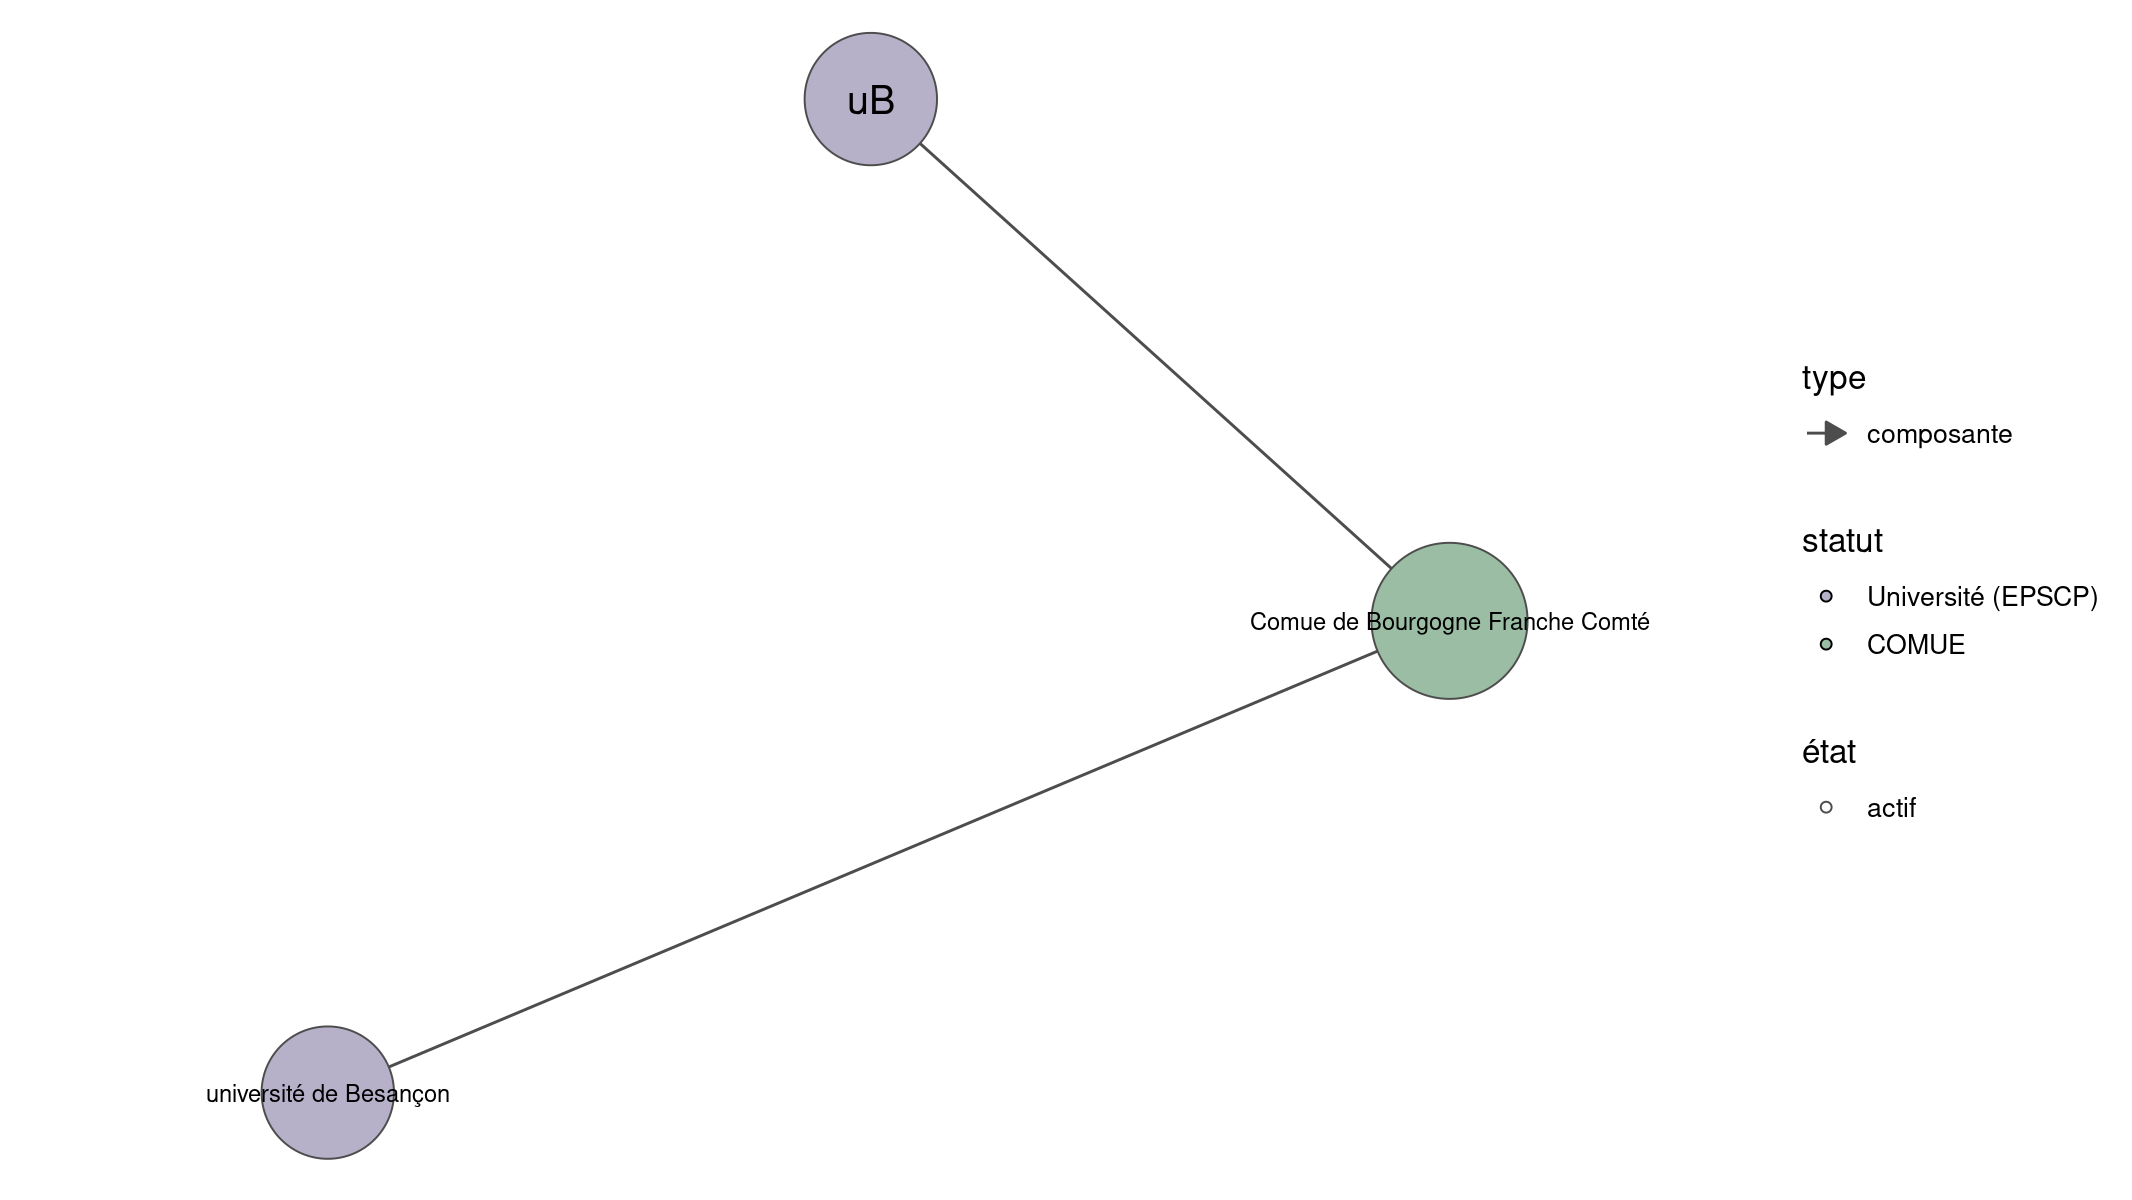 uB
Comue de Bourgogne Franche Comté
université de Besançon
type
composante
statut
Université (EPSCP)
COMUE
état
actif